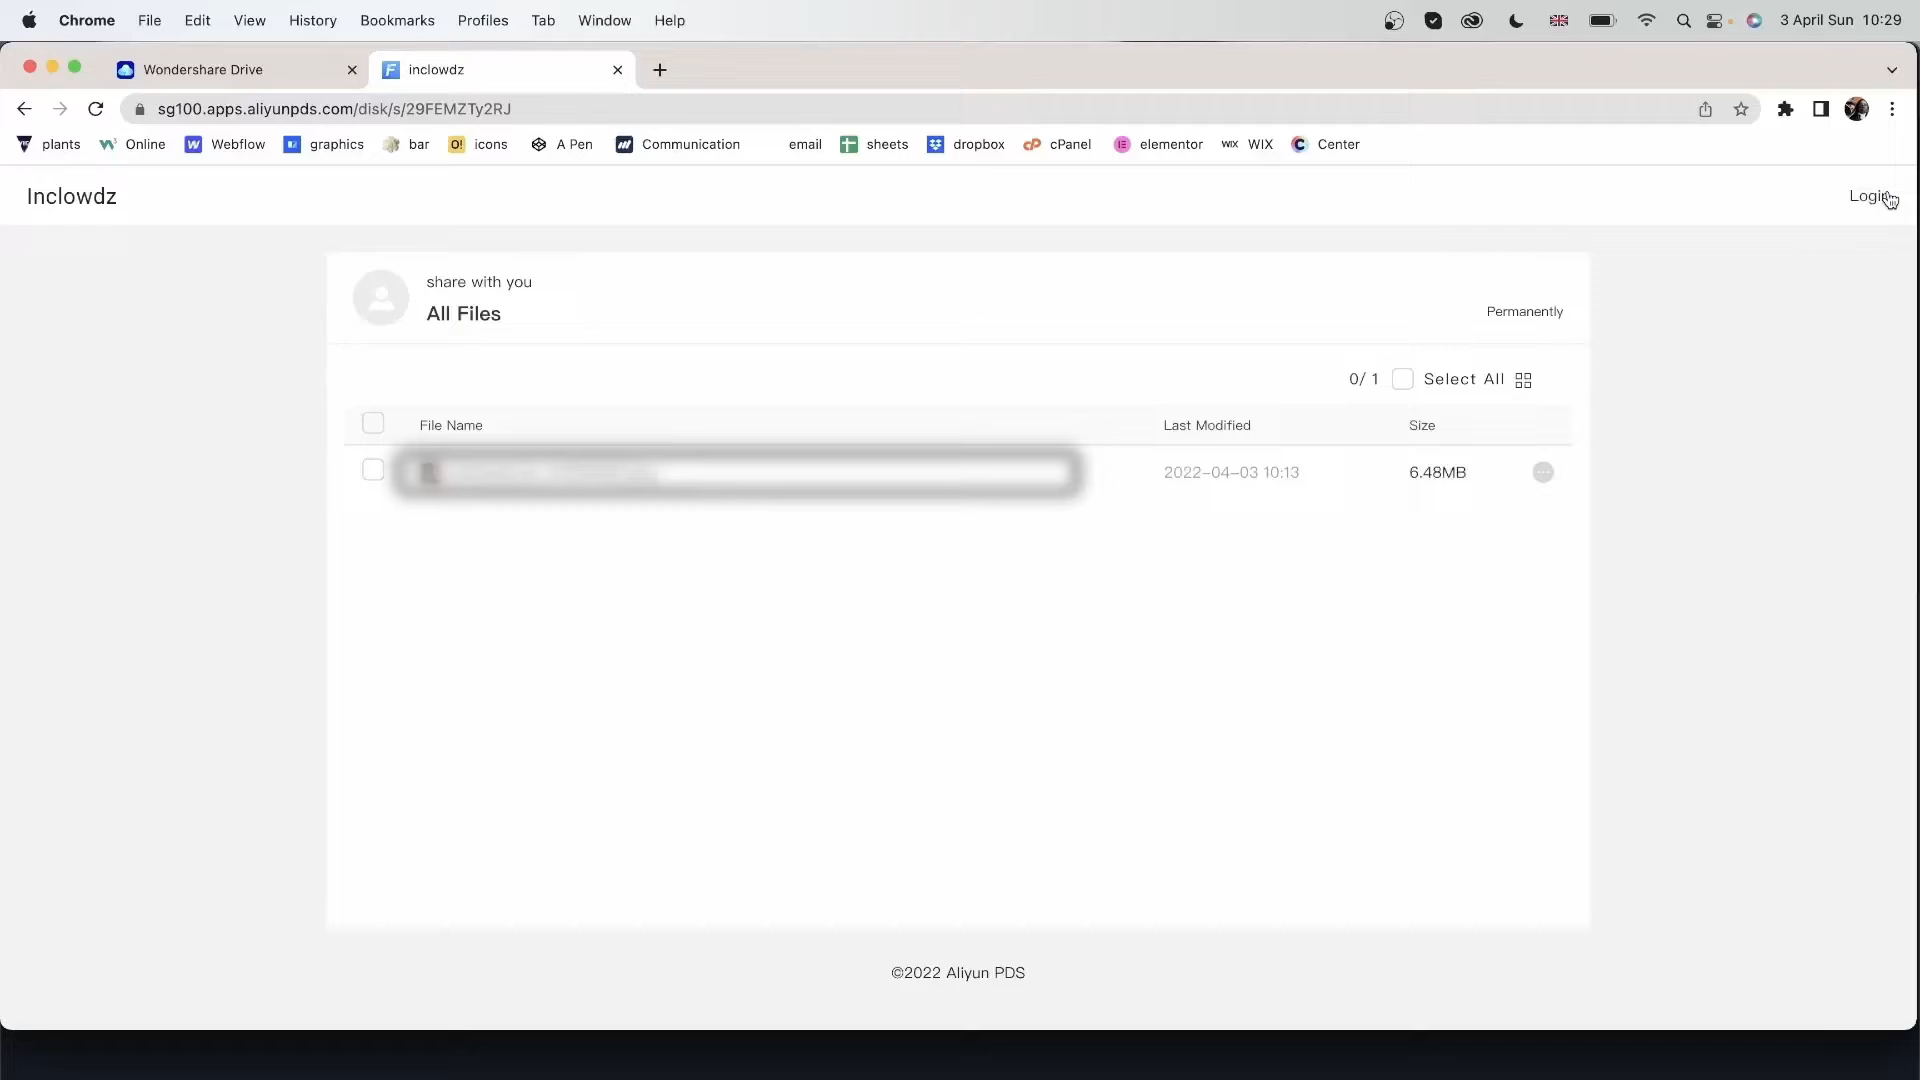 Chrome File Edit View History Bookmarks Profiles Tab Window Help 3 April Sun 10:29
Wondershare Drive inclowdz
sg100.apps.aliyunpds.com/disk/s/29FEMZTy2RJ
plants Online Webflow graphics bar icons A Pen Communication email sheets dropbox cPanel elementor WIX Center
Inclowdz Login
share with you
All Files
Permanently
0/ 1 Select All
File Name Last Modified Size
2022-04-03 10:13 6.48MB
©2022 Aliyun PDS